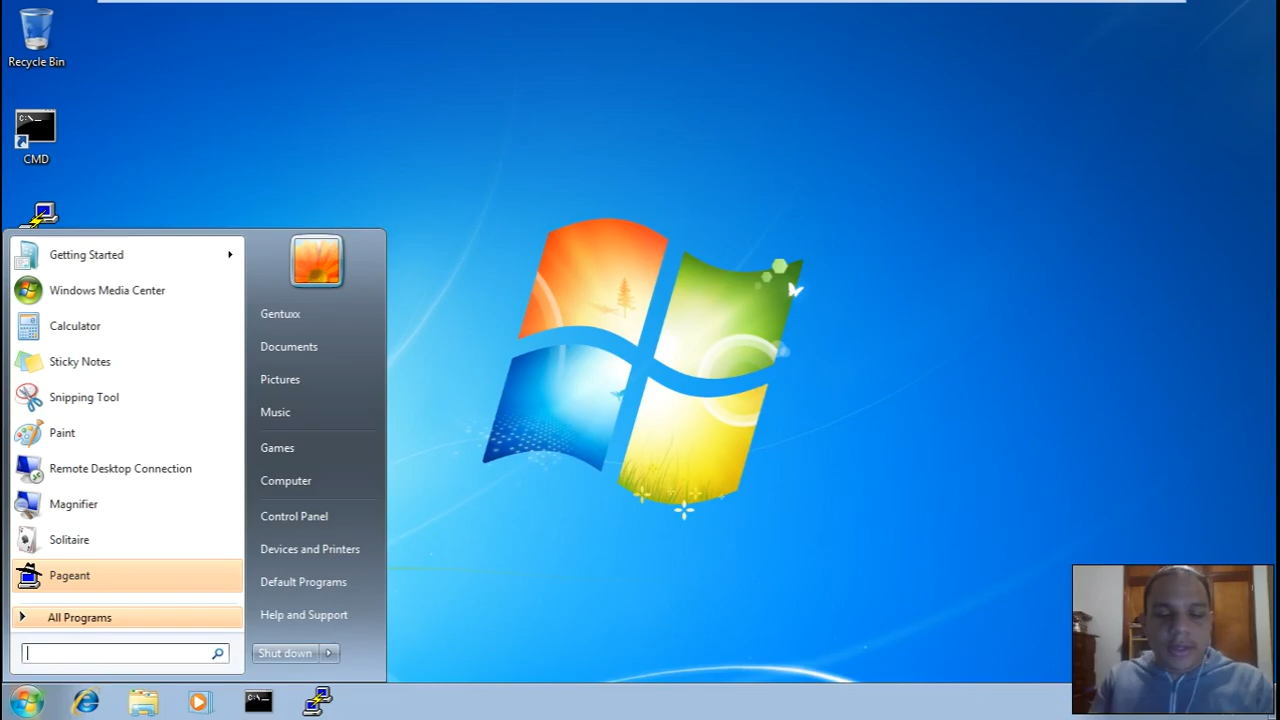 Recycle Bin
C:\_
CMD
Getting Started
Windows Media Center
Calculator
Sticky Notes
Snipping Tool
Paint
Remote Desktop Connection
Magnifier
Solitaire
Pageant
All Programs
Gentuxx
Documents
Pictures
Music
Games
Computer
Control Panel
Devices and Printers
Default Programs
Help and Support
Shut down
C:\_